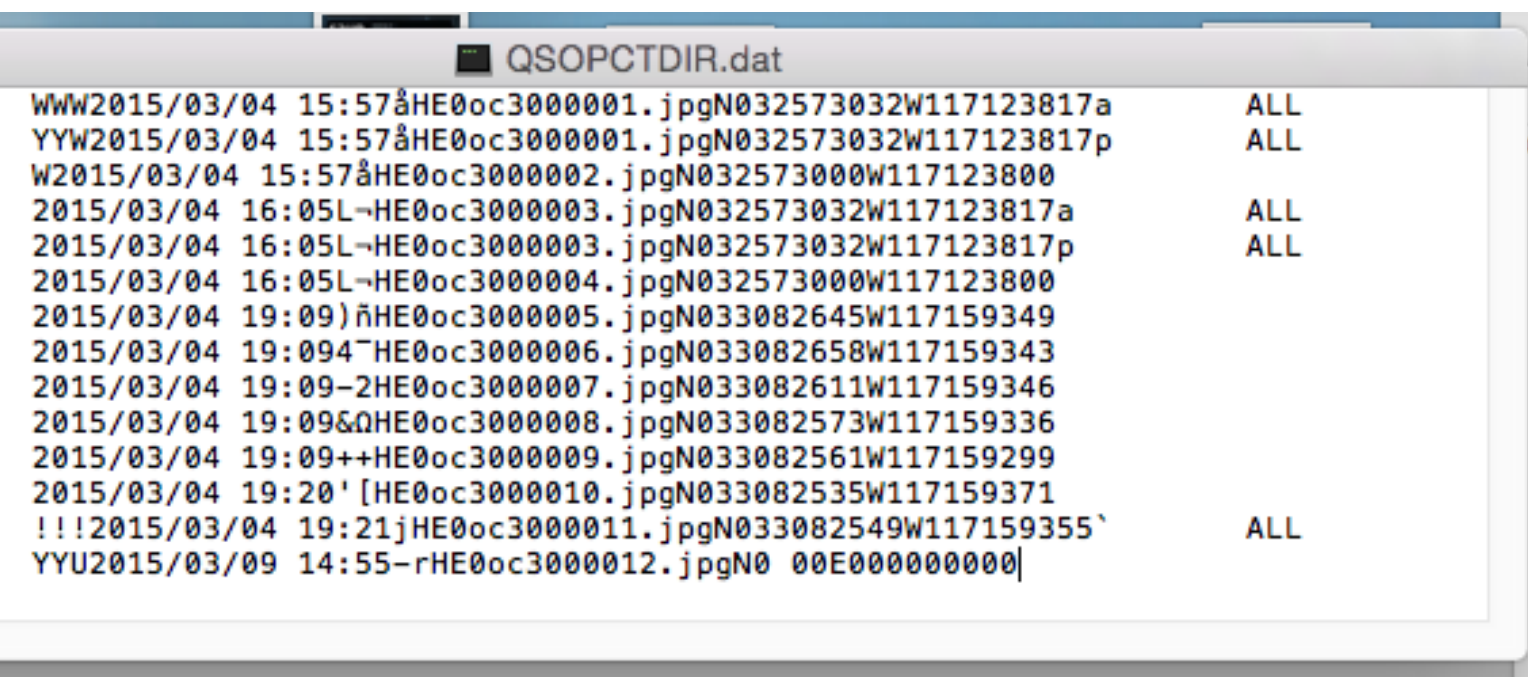 QSOPCTDIR.dat
WWW2015/03/04 15:57åHE0oc3000001.jpgN032573032W117123817a ALL
YYW2015/03/04 15:57åHE0oc3000001.jpgN032573032W117123817p ALL
W2015/03/04 15:57åHE0oc3000002.jpgN032573000W117123800
2015/03/04 16:05L¬HE0oc3000003.jpgN032573032W117123817a ALL
2015/03/04 16:05L¬HE0oc3000003.jpgN032573032W117123817p ALL
2015/03/04 16:05L¬HE0oc3000004.jpgN032573000W117123800
2015/03/04 19:09)ñHE0oc3000005.jpgN033082645W117159349
2015/03/04 19:094¯HE0oc3000006.jpgN033082658W117159343
2015/03/04 19:09–2HE0oc3000007.jpgN033082611W117159346
2015/03/04 19:09&ΩHE0oc3000008.jpgN033082573W117159336
2015/03/04 19:09++HE0oc3000009.jpgN033082561W117159299
2015/03/04 19:20'[HE0oc3000010.jpgN033082535W117159371
!!!2015/03/04 19:21jHE0oc3000011.jpgN033082549W117159355` ALL
YYU2015/03/09 14:55–rHE0oc3000012.jpgN0 00E000000000